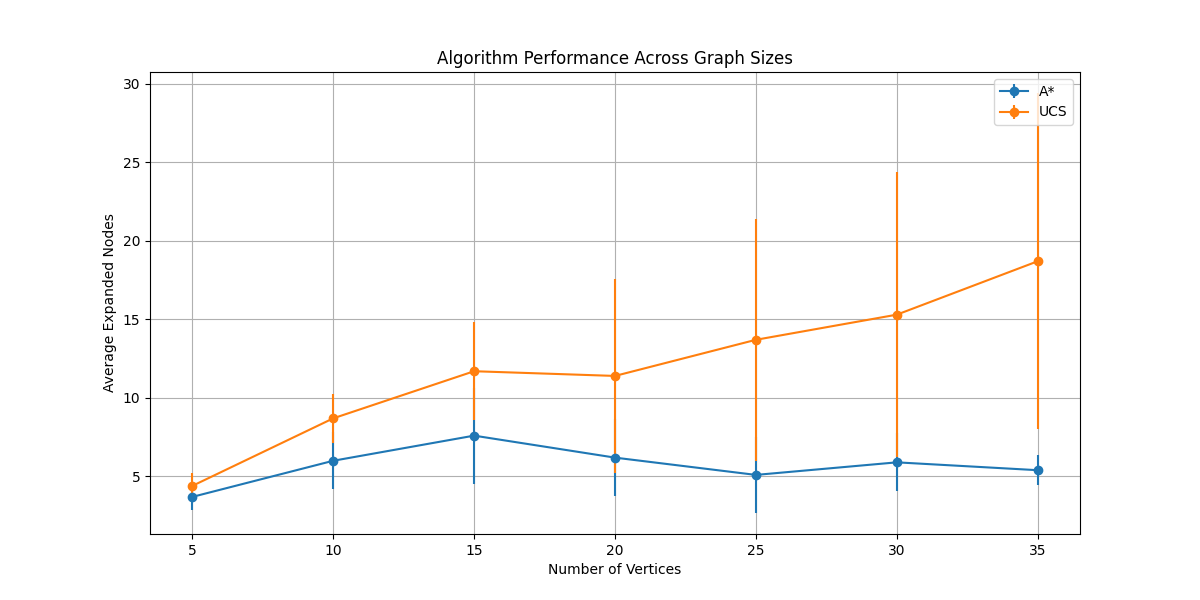 Algorithm Performance Across Graph Sizes
A*
UCS
Average Expanded Nodes
30
25
20
15
10
5
5 10 15 20 25 30 35
Number of Vertices